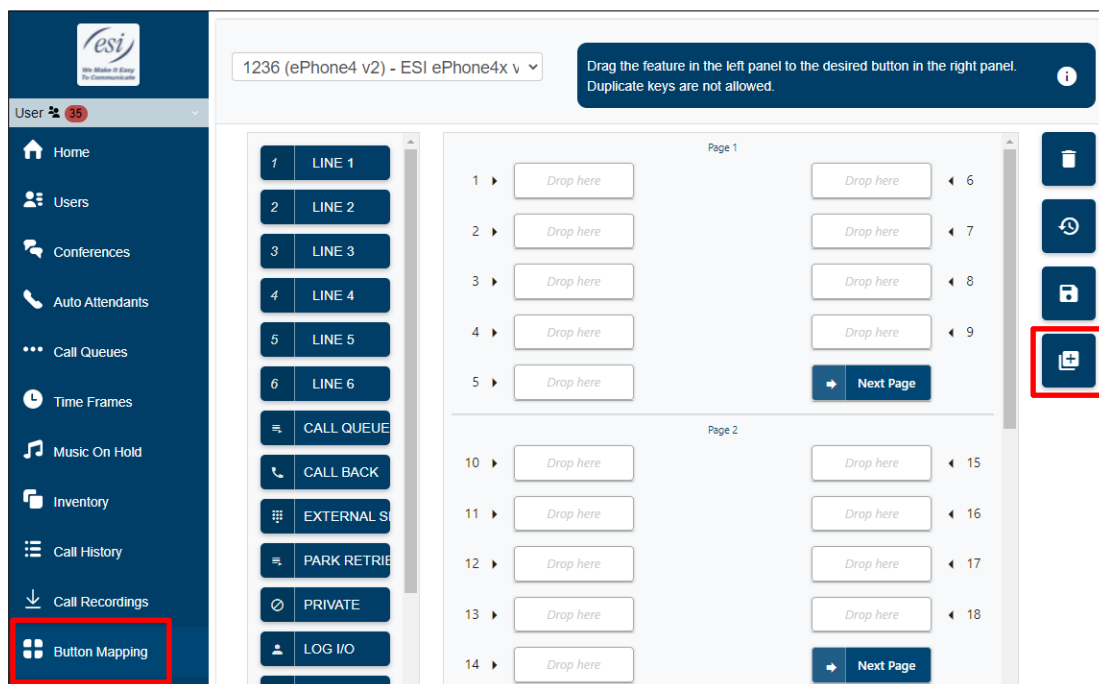 esi
We Make It Easy
To Communicate
User 35
Home
Users
Conferences
Auto Attendants
Call Queues
Time Frames
Music On Hold
Inventory
Call History
Call Recordings
Button Mapping
1236 (ePhone4 v2) - ESI ePhone4x v
Drag the feature in the left panel to the desired button in the right panel.
Duplicate keys are not allowed.
1 LINE 1
2 LINE 2
3 LINE 3
4 LINE 4
5 LINE 5
6 LINE 6
CALL QUEUE
CALL BACK
EXTERNAL S
PARK RETRIE
PRIVATE
LOG I/O
Page 1
1 Drop here Drop here 6
2 Drop here Drop here 7
3 Drop here Drop here 8
4 Drop here Drop here 9
5 Drop here Next Page
Page 2
10 Drop here Drop here 15
11 Drop here Drop here 16
12 Drop here Drop here 17
13 Drop here Drop here 18
14 Drop here Next Page